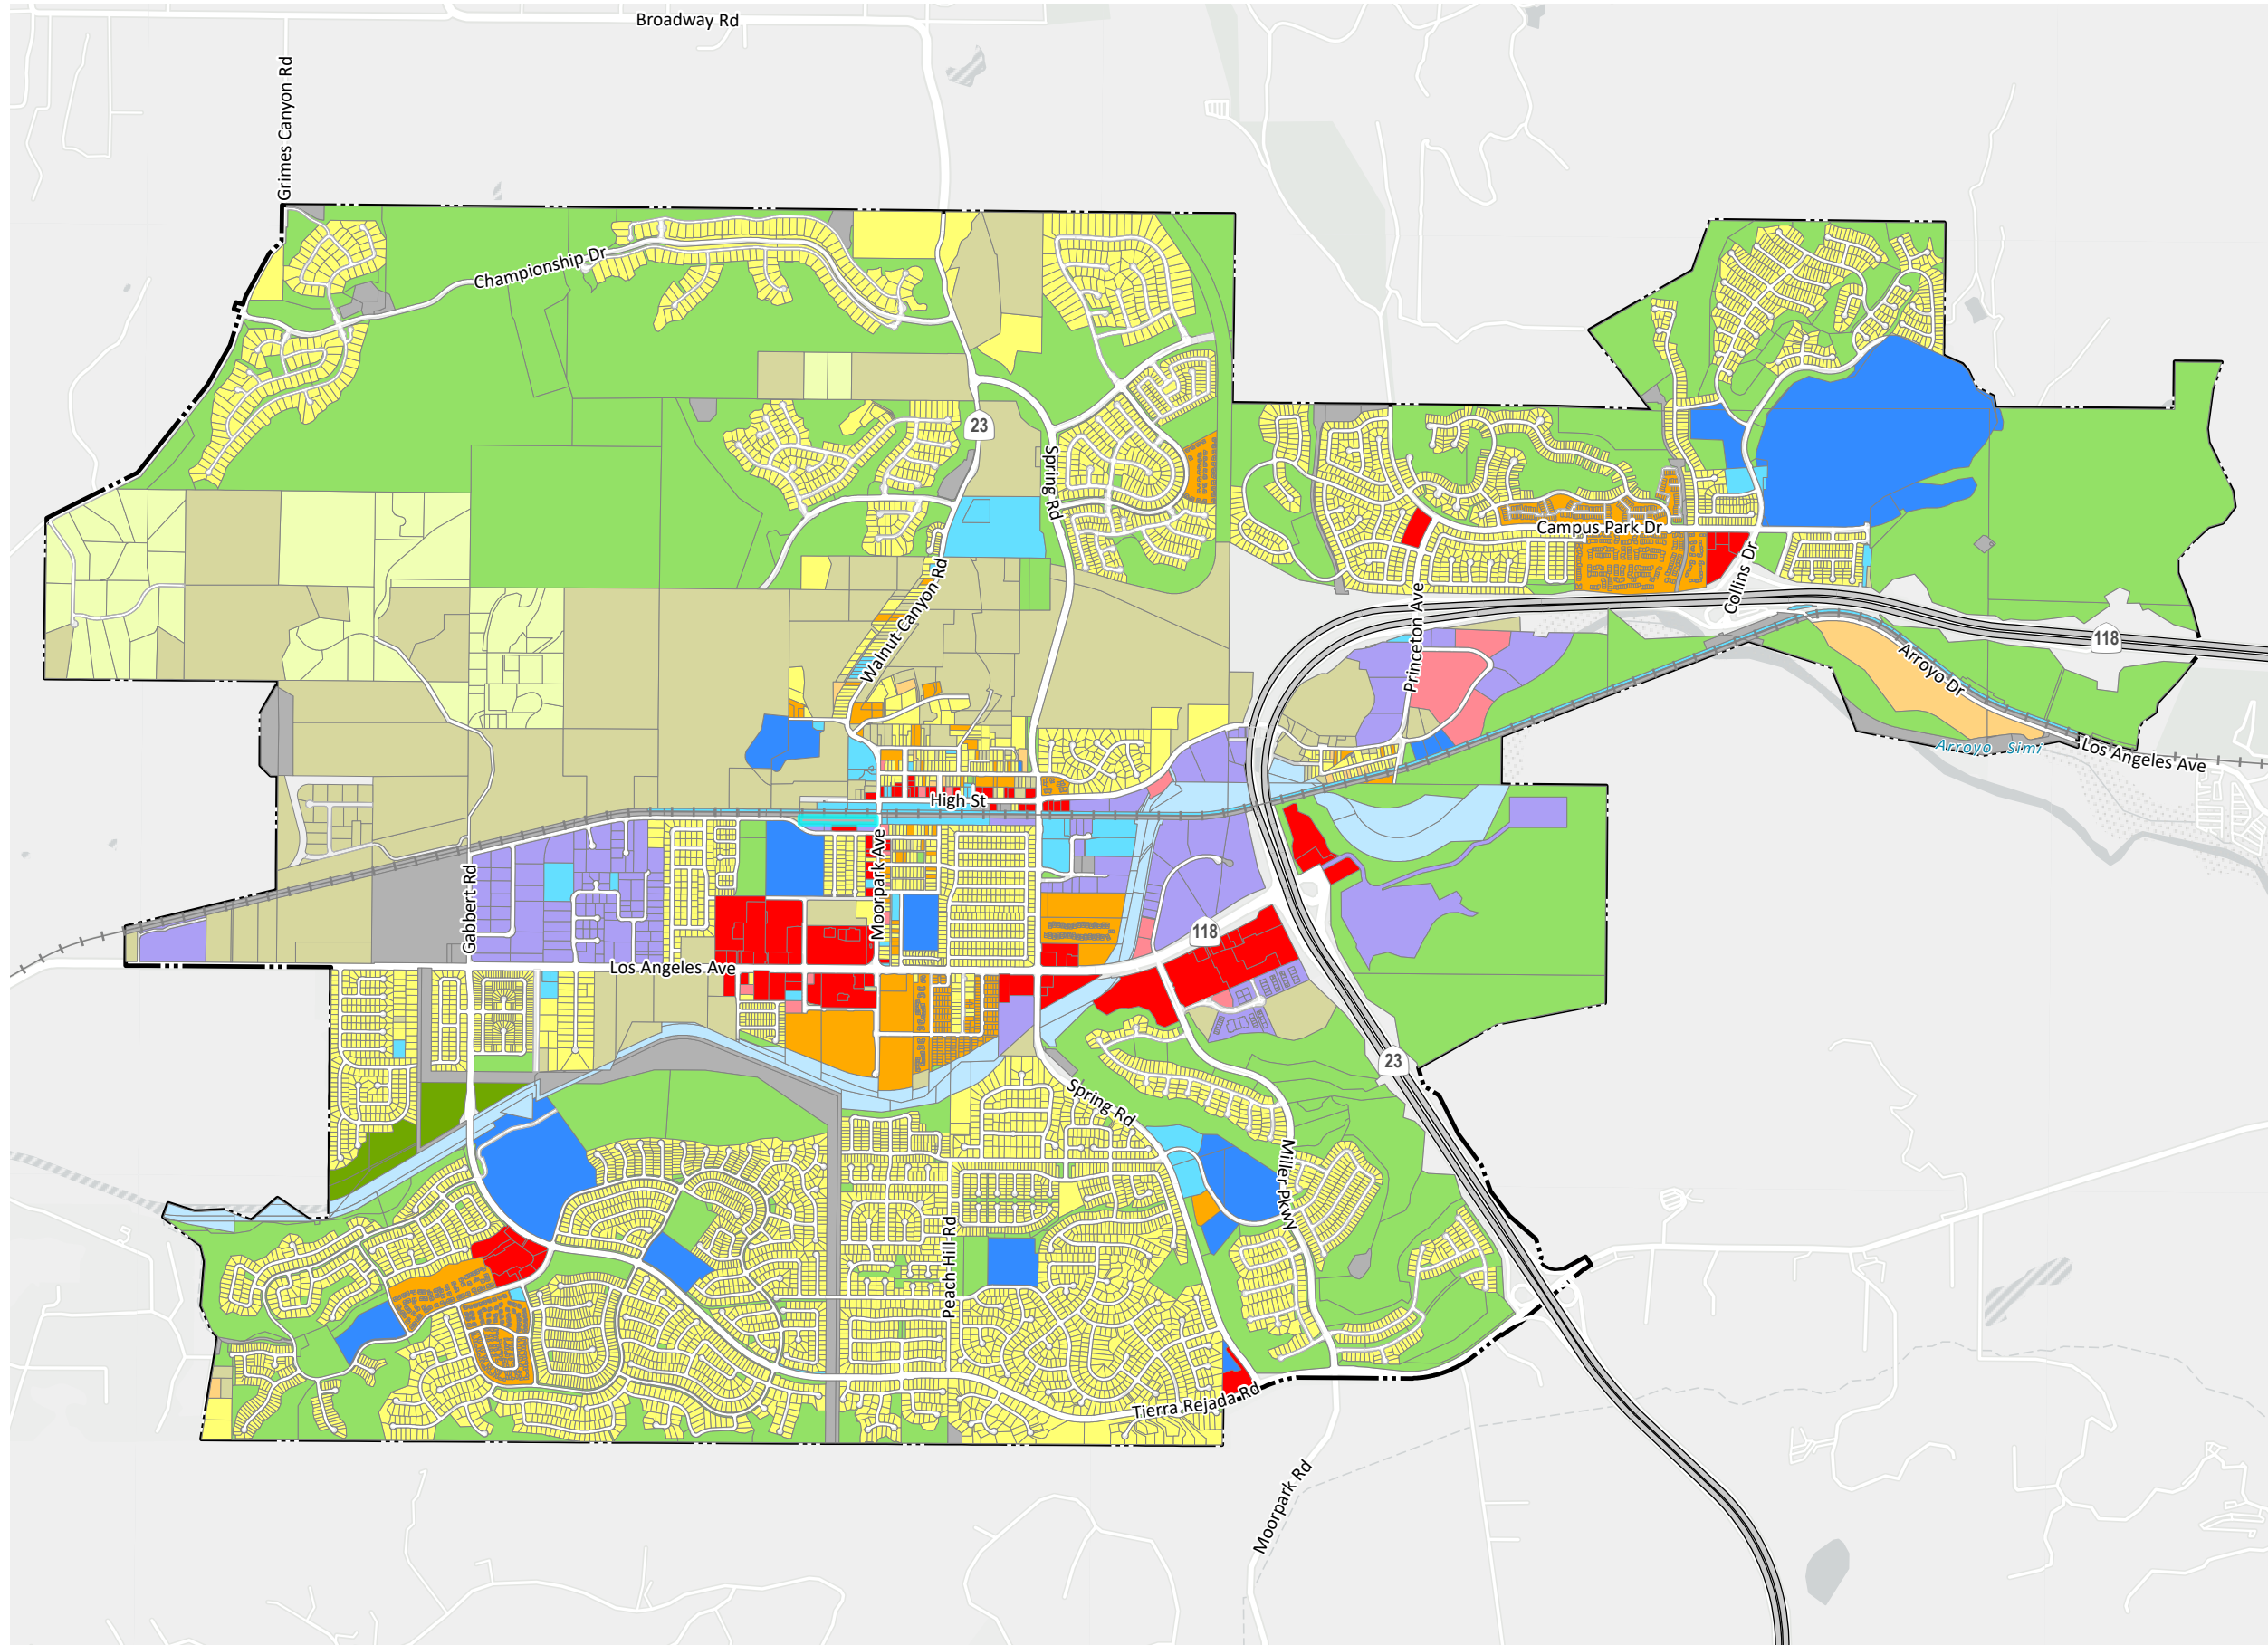 Broadway Rd
Grimes Canyon Rd
Championship Dr
23
Spring Rd
Campus Park Dr
Collins Dr
Walnut Canyon Rd
Princeton Ave
118
Arroyo Dr
Arroyo Simi
Los Angeles Ave
High St
Moorpark Ave
Gabbert Rd
118
Los Angeles Ave
23
Spring Rd
Miller Pkwy
Peach Hill Rd
Tierra Rejada Rd
Moorpark Rd